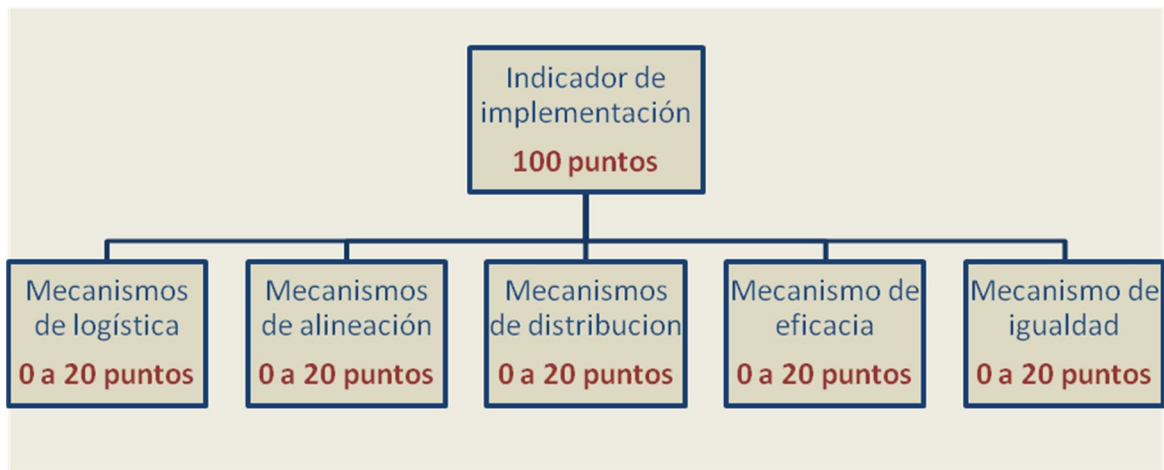 Indicador de
implementación
100 puntos
Mecanismos
de logística
0 a 20 puntos
Mecanismos
de alineación
0 a 20 puntos
Mecanismos
de distribucion
0 a 20 puntos
Mecanismo de
eficacia
0 a 20 puntos
Mecanismo de
igualdad
0 a 20 puntos